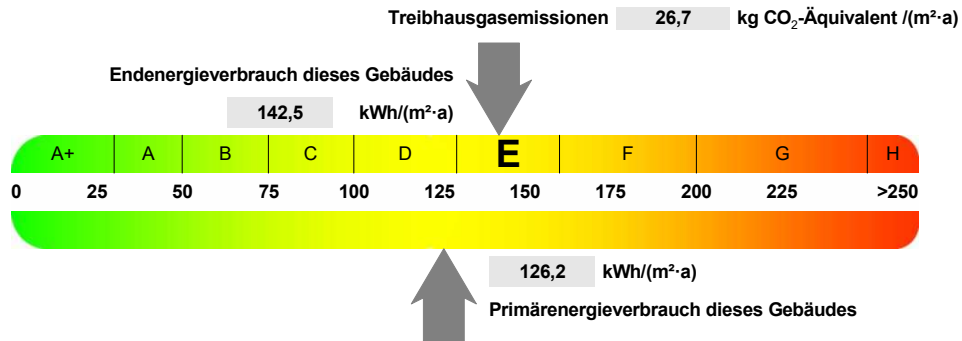 Treibhausgasemissionen 26,7 kg CO₂-Äquivalent /(m²·a)
Endenergieverbrauch dieses Gebäudes
142,5 kWh/(m²·a)
A+ A B C D E F G H
0 25 50 75 100 125 150 175 200 225 >250
126,2 kWh/(m²·a)
Primärenergieverbrauch dieses Gebäudes